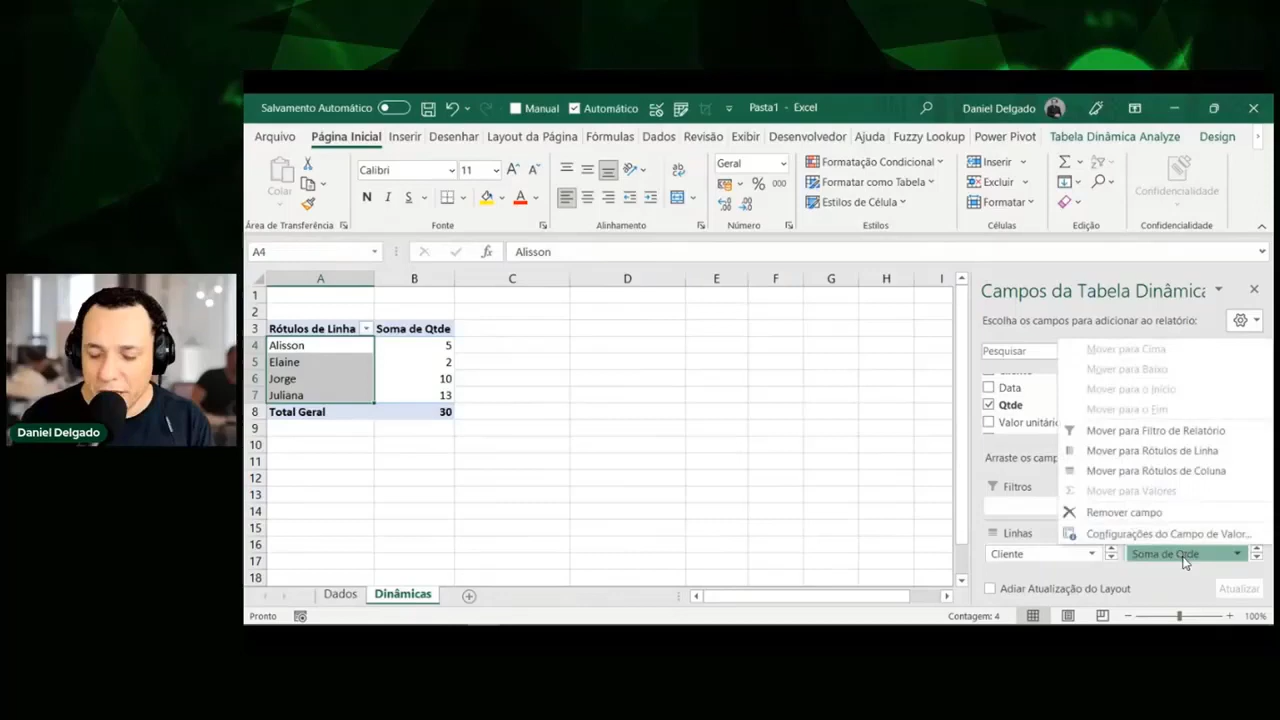 Salvamento Automático
Manual
Automático
Pasta1 - Excel
Daniel Delgado
Arquivo Página Inicial Inserir Desenhar Layout da Página Fórmulas Dados Revisão Exibir Desenvolvedor Ajuda Fuzzy Lookup Power Pivot Tabela Dinâmica Analyze Design
Colar
Calibri 11
Geral
Formatação Condicional
Formatar como Tabela
Estilos de Célula
Inserir
Excluir
Formatar
Confidencialidade
N I S
% 000
Área de Transferência Fonte Alinhamento Número Estilos Células Edição Confidencialidade
A4 fx Alisson
A B C D E F G H I
1
2
3 Rótulos de Linha Soma de Qtde
4 Alisson 5
5 Elaine 2
6 Jorge 10
7 Juliana 13
8 Total Geral 30
9
10
11
12
13
14
15
16
17
18
Campos da Tabela Dinâmica
Escolha os campos para adicionar ao relatório:
Pesquisar
Data
Qtde
Valor unitári
Arraste os camp
Filtros
Linhas
Cliente
Soma de Qtde
Mover para Cima
Mover para Baixo
Mover para o Início
Mover para o Fim
Mover para Filtro de Relatório
Mover para Rótulos de Linha
Mover para Rótulos de Coluna
Mover para Valores
Remover campo
Configurações do Campo de Valor...
Adiar Atualização do Layout Atualizar
Dados Dinâmicas
Pronto Contagem: 4 100%
Daniel Delgado